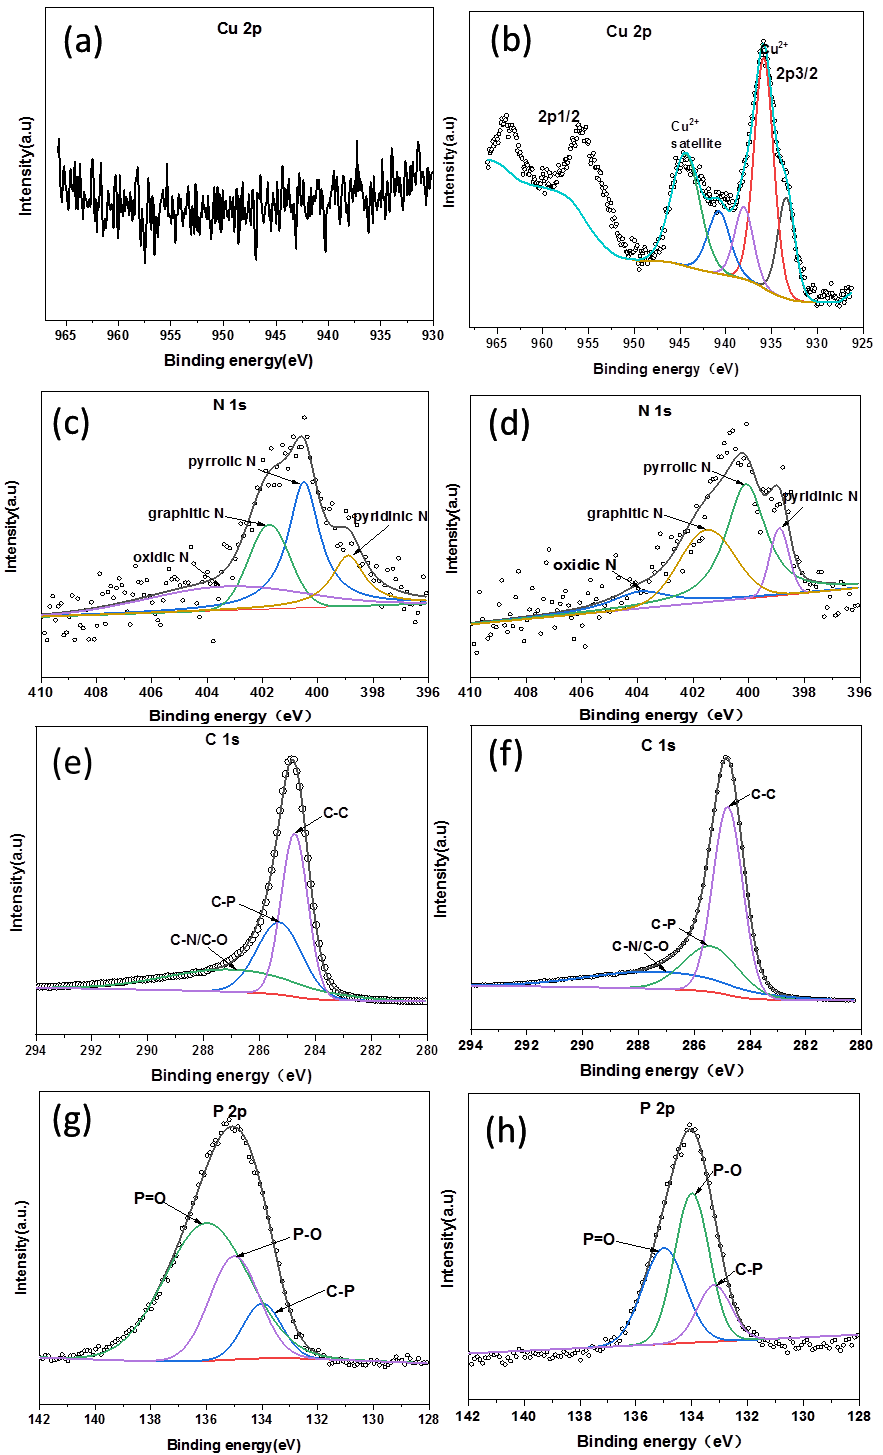 (a)
Cu 2p
Intensity(a.u)
965 960 955 950 945 940 935 930
Binding energy(eV)
(b)
Cu 2p
Cu2+
2p3/2
2p1/2
Cu2+
satellite
Intensity(a.u)
965 960 955 950 945 940 935 930 925
Binding energy（eV）
(c)
N 1s
pyrrolic N
graphitic N
pyridinic N
oxidic N
Intensity(a.u)
410 408 406 404 402 400 398 396
Binding energy（eV）
(d)
N 1s
pyrrolic N
pyridinic N
graphitic N
oxidic N
Intensity(a.u)
410 408 406 404 402 400 398 396
Binding energy（eV）
(e)
C 1s
C-C
C-P
C-N/C-O
Intensity(a.u)
294 292 290 288 286 284 282 280
Binding energy（eV)
(f)
C 1s
C-C
C-P
C-N/C-O
Intensity(a.u)
294 292 290 288 286 284 282 280
Binding energy（eV）
(g)
P 2p
P=O
P-O
C-P
Intensity(a.u.)
142 140 138 136 134 132 130 128
Binding energy(eV)
(h)
P 2p
P-O
P=O
C-P
Intensity(a.u)
142 140 138 136 134 132 130 128
Binding energy（eV）